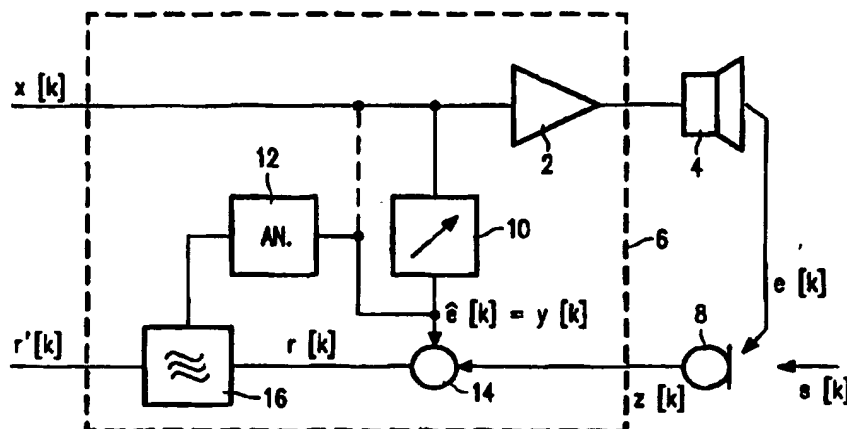 x [k]
2
4
12
AN.
10
6
e' [k]
ê [k] = y [k]
8
r'[k]
r [k]
16
14
z [k]
s [k]